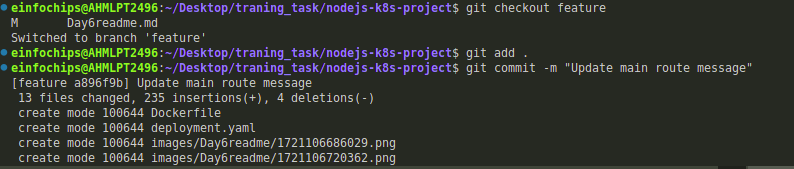 einfochips@AHMLPT2496:~/Desktop/traning_task/nodejs-k8s-project$ git checkout feature
M       Day6readme.md
Switched to branch 'feature'
einfochips@AHMLPT2496:~/Desktop/traning_task/nodejs-k8s-project$ git add .
einfochips@AHMLPT2496:~/Desktop/traning_task/nodejs-k8s-project$ git commit -m "Update main route message"
[feature a896f9b] Update main route message
 13 files changed, 235 insertions(+), 4 deletions(-)
 create mode 100644 Dockerfile
 create mode 100644 deployment.yaml
 create mode 100644 images/Day6readme/1721106686029.png
 create mode 100644 images/Day6readme/1721106720362.png